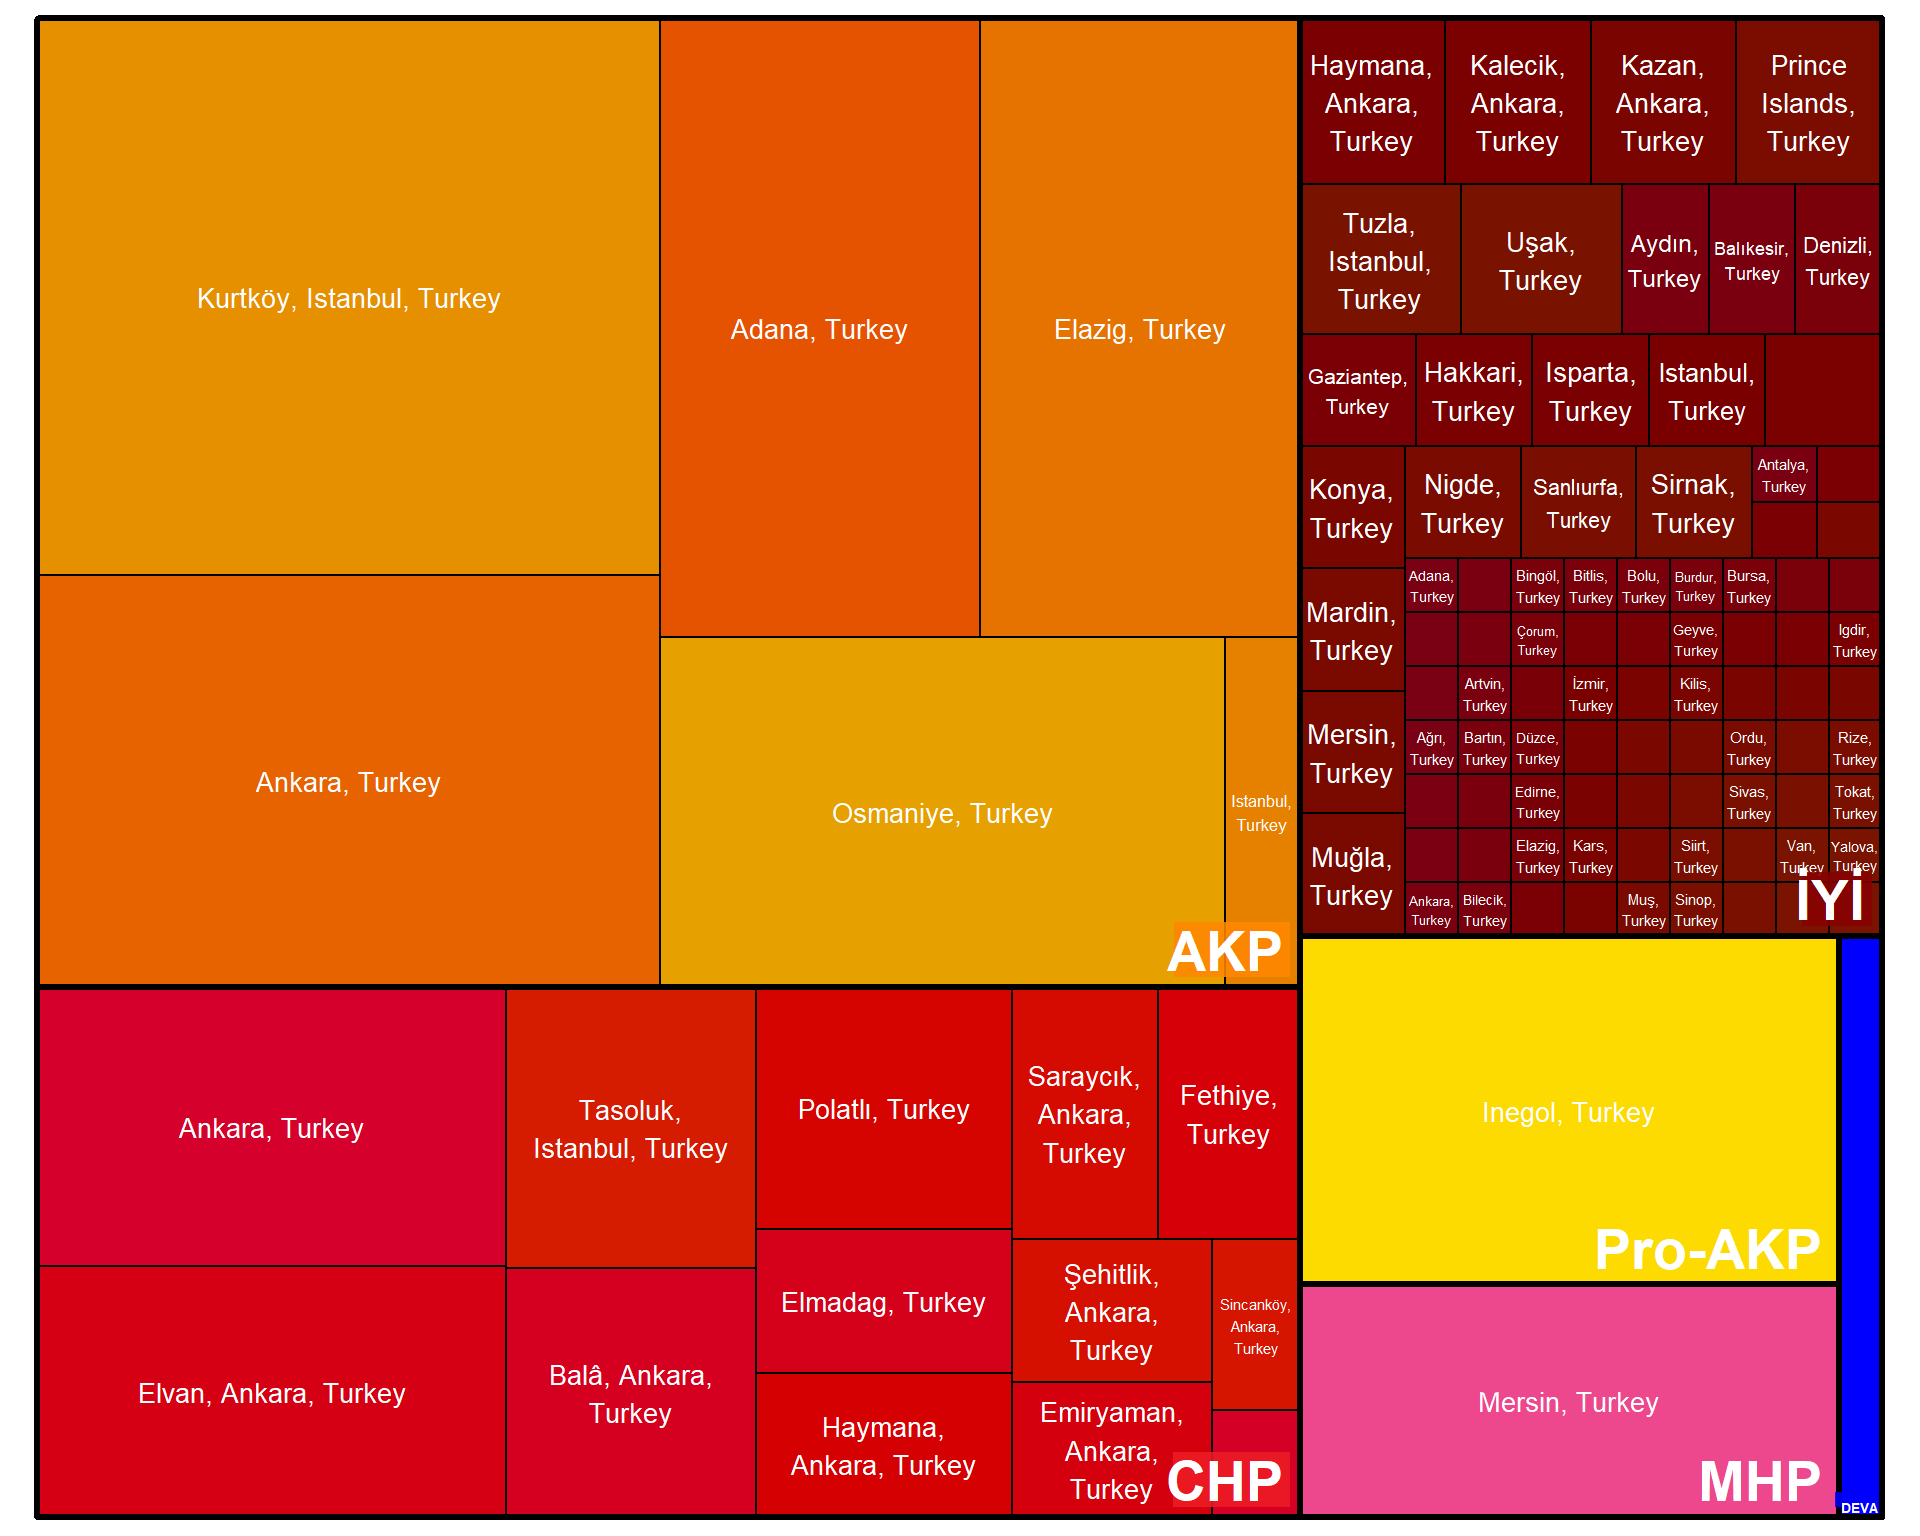 Kurtköy, Istanbul, Turkey
Ankara, Turkey
Adana, Turkey
Elazig, Turkey
Osmaniye, Turkey
Istanbul,
Turkey
AKP
Ankara, Turkey
Elvan, Ankara, Turkey
Tasoluk,
Istanbul, Turkey
Balâ, Ankara,
Turkey
Polatlı, Turkey
Elmadag, Turkey
Haymana,
Ankara, Turkey
Saraycık,
Ankara,
Turkey
Fethiye,
Turkey
Şehitlik,
Ankara,
Turkey
Sincanköy,
Ankara,
Turkey
Emiryaman,
Ankara,
Turkey
CHP
Haymana,
Ankara,
Turkey
Kalecik,
Ankara,
Turkey
Kazan,
Ankara,
Turkey
Prince
Islands,
Turkey
Tuzla,
Istanbul,
Turkey
Uşak,
Turkey
Aydın,
Turkey
Balıkesir,
Turkey
Denizli,
Turkey
Gaziantep,
Turkey
Hakkari,
Turkey
Isparta,
Turkey
Istanbul,
Turkey
Konya,
Turkey
Nigde,
Turkey
Sanlıurfa,
Turkey
Sirnak,
Turkey
Antalya,
Turkey
Mardin,
Turkey
Mersin,
Turkey
Muğla,
Turkey
Adana,
Turkey
Bingöl,
Turkey
Bitlis,
Turkey
Bolu,
Turkey
Burdur,
Turkey
Bursa,
Turkey
Çorum,
Turkey
Geyve,
Turkey
Igdir,
Turkey
Artvin,
Turkey
İzmir,
Turkey
Kilis,
Turkey
Ağrı,
Turkey
Bartın,
Turkey
Düzce,
Turkey
Ordu,
Turkey
Rize,
Turkey
Edirne,
Turkey
Sivas,
Turkey
Tokat,
Turkey
Elazig,
Turkey
Kars,
Turkey
Siirt,
Turkey
Van,
Turkey
Yalova,
Turkey
Ankara,
Turkey
Bilecik,
Turkey
Muş,
Turkey
Sinop,
Turkey
İYİ
Inegol, Turkey
Pro-AKP
Mersin, Turkey
MHP
DEVA